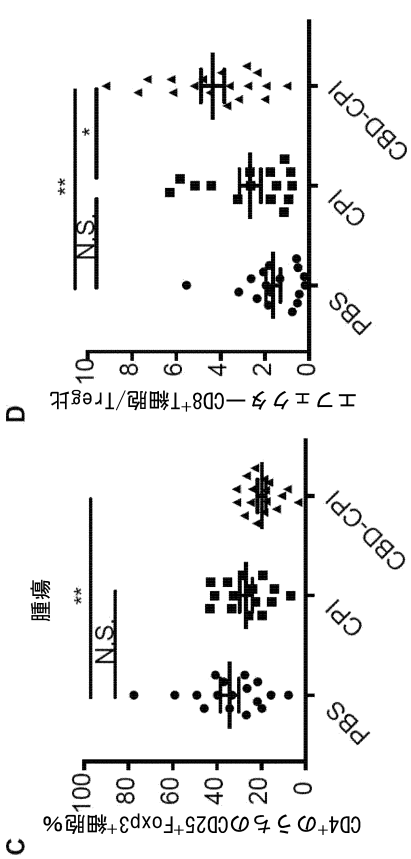 C
腫瘍
CD4+のうちのCD25+Foxp3+細胞%
100
80
60
40
20
0
**
N.S.
PBS
CPI
CBD-CPI
D
エフェクターCD8+T細胞/Treg比
10
8
6
4
2
0
**
N.S.
*
PBS
CPI
CBD-CPI